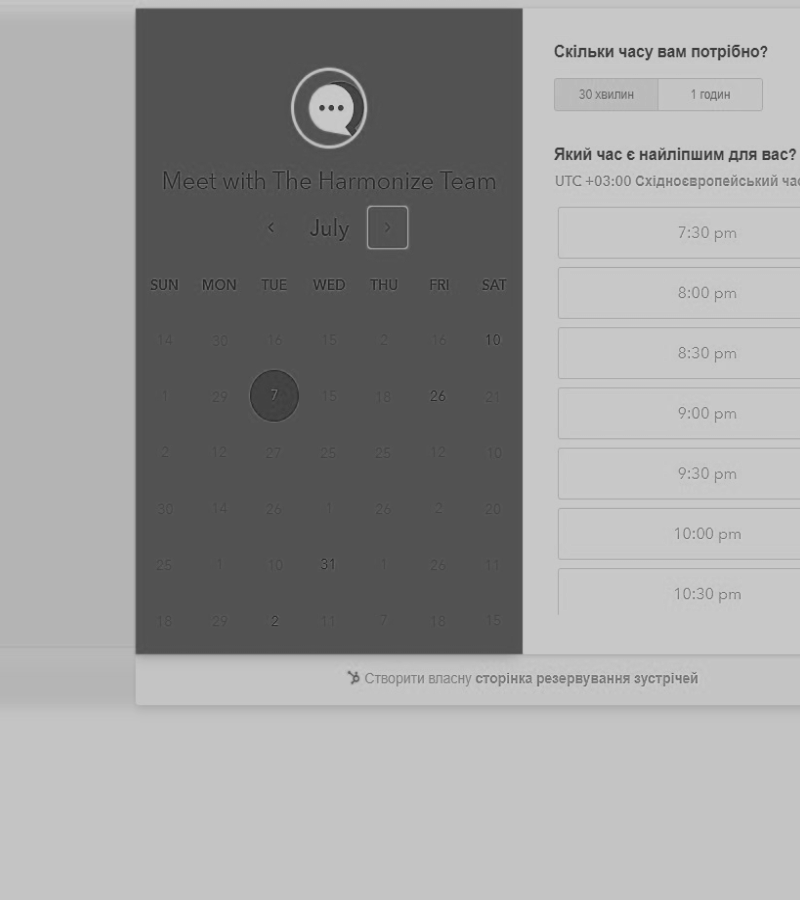 Meet with The Harmonize Team
July
SUN MON TUE WED THU FRI SAT
14 30 16 15 2 16 10
1 29 7 15 18 26 21
2 12 27 25 25 12 10
30 14 26 1 26 2 20
25 1 10 31 1 26 11
18 29 2 11 7 18 15
Скільки часу вам потрібно?
30 хвилин 1 годин
Який час є найліпшим для вас?
UTC +03:00 Східноєвропейський
7:30 pm
8:00 pm
8:30 pm
9:00 pm
9:30 pm
10:00 pm
10:30 pm
Створити власну сторінка резервування зустрічей